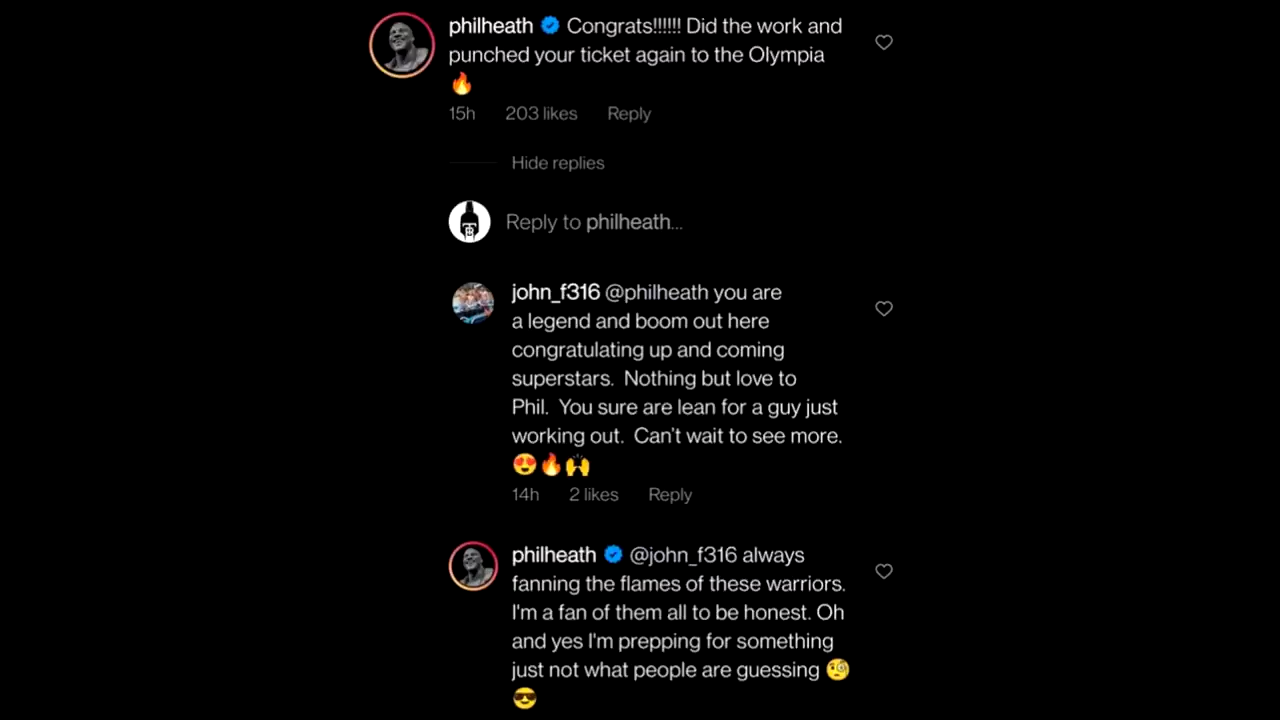 philheath Congrats!!!!!! Did the work and
punched your ticket again to the Olympia
🔥
15h 203 likes Reply
Hide replies
Reply to philheath...
john_f316 @philheath you are
a legend and boom out here
congratulating up and coming
superstars. Nothing but love to
Phil. You sure are lean for a guy just
working out. Can't wait to see more.
😍🔥🙌
14h 2 likes Reply
philheath @john_f316 always
fanning the flames of these warriors.
I'm a fan of them all to be honest. Oh
and yes I'm prepping for something
just not what people are guessing 🧐
😎